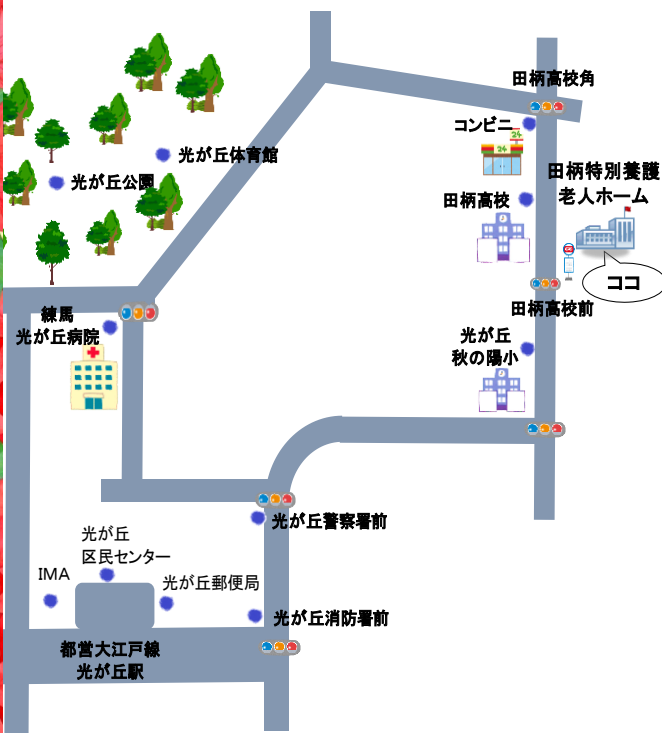 田柄高校角
コンビニ
24
24
光が丘体育館
光が丘公園
田柄特別養護
老人ホーム
田柄高校
ココ
田柄高校前
練馬
光が丘病院
光が丘
秋の陽小
光が丘警察署前
光が丘
区民センター
IMA
光が丘郵便局
光が丘消防署前
都営大江戸線
光が丘駅